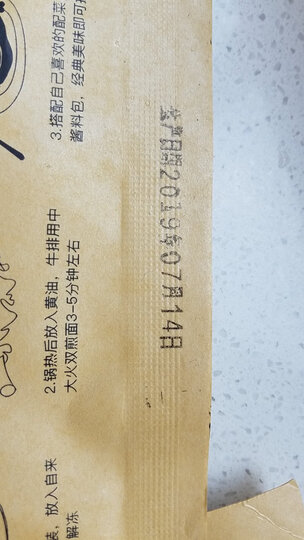 装，放入自来
解冻
2.锅热后放入黄油，牛排用中
大火双煎面3-5分钟左右
3.搭配自己喜欢的配菜
酱料包，经典美味即可
生产日期2019年07月14日